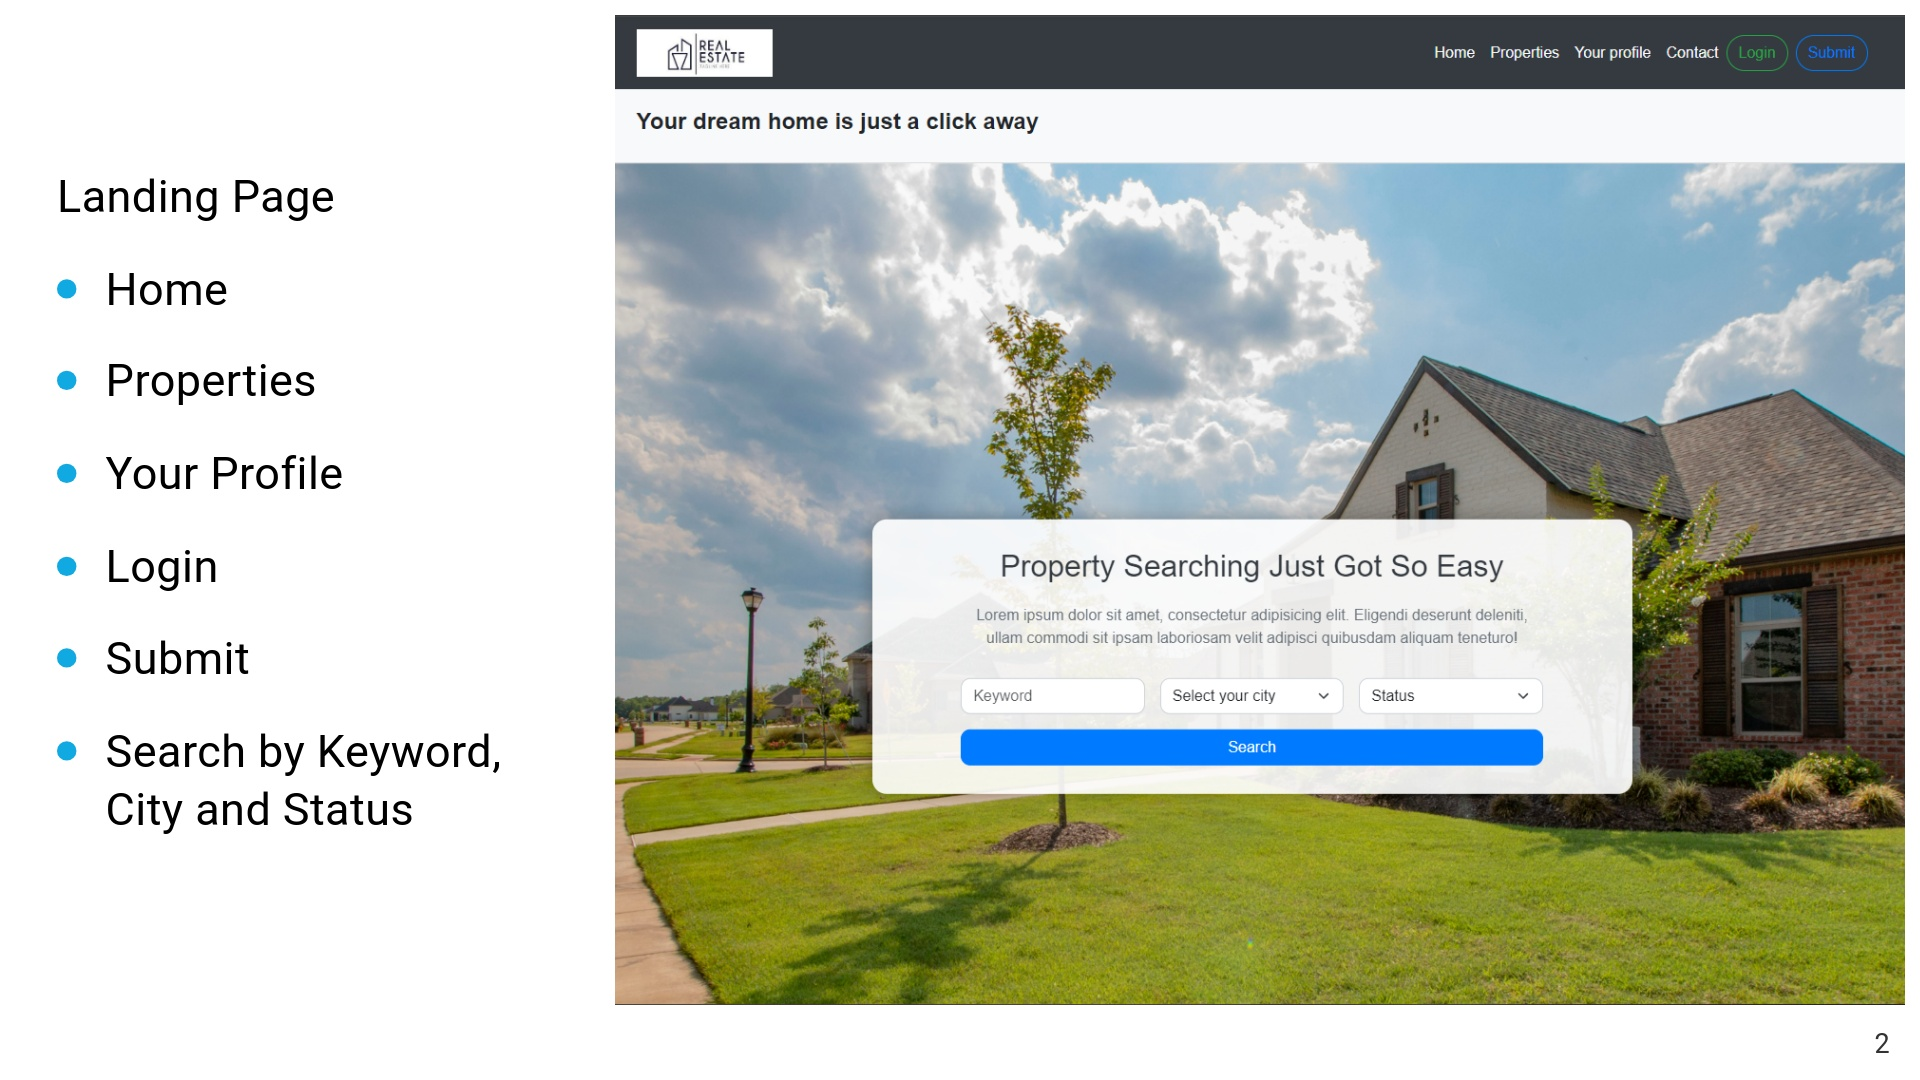 Landing Page
Home
Properties
Your Profile
Login
Submit
Search by Keyword,
City and Status
REAL
ESTATE
Home Properties Your profile Contact Login Submit
Your dream home is just a click away
Property Searching Just Got So Easy
Lorem ipsum dolor sit amet, consectetur adipisicing elit. Eligendi deserunt deleniti,
ullam commodi sit ipsam laboriosam velit adipisci quibusdam aliquam teneturo!
Keyword Select your city Status
Search
2